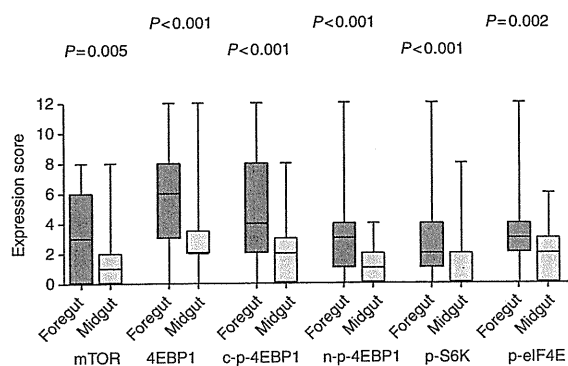 P<0.001 P<0.001 P=0.002
P=0.005 P<0.001 P<0.001
12
10
8
6
4
2
0
Expression score
Foregut Midgut Foregut Midgut Foregut Midgut Foregut Midgut Foregut Midgut Foregut Midgut
mTOR 4EBP1 c-p-4EBP1 n-p-4EBP1 p-S6K p-eIF4E